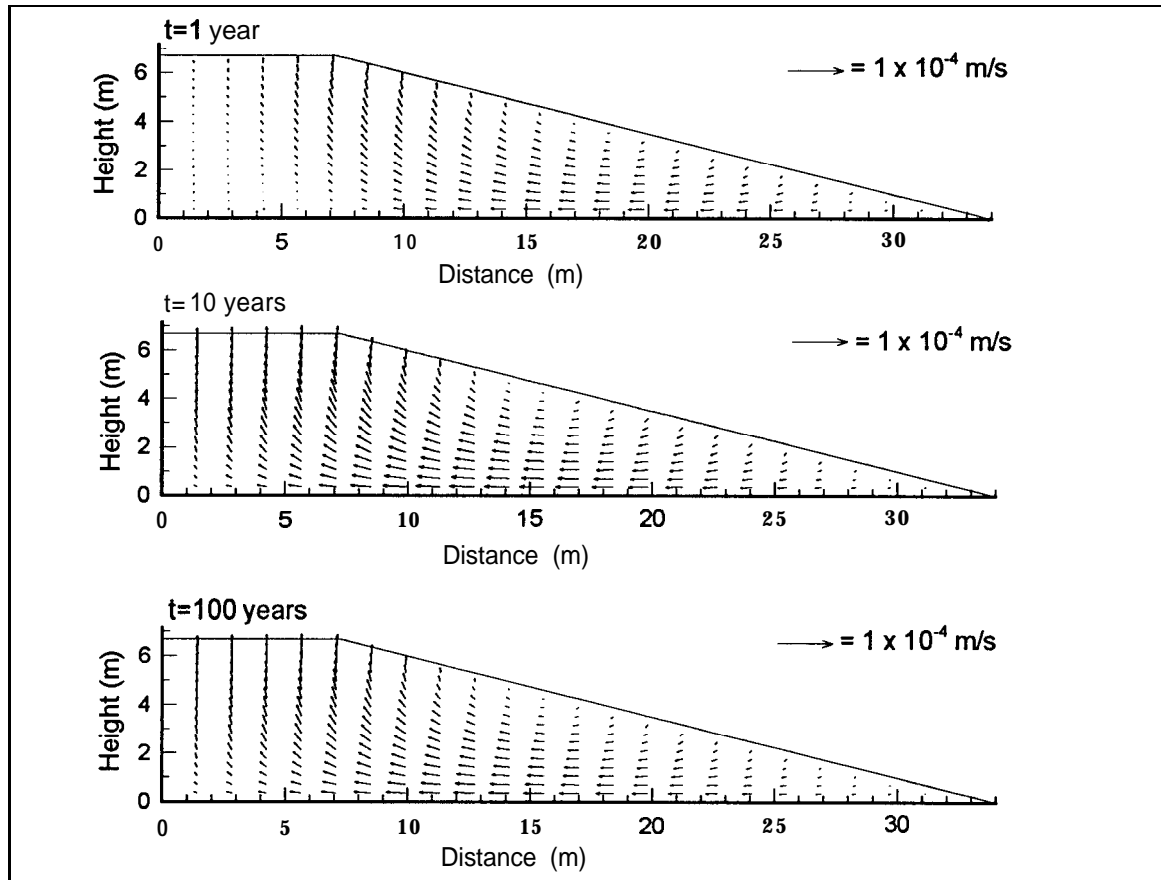 t=1 year
= 1 x 10⁻⁴ m/s
Height (m)
6
4
2
0
0 5 10 15 20 25 30
Distance (m)
t= 10 years
= 1 x 10⁻⁴ m/s
Height (m)
6
4
2
0
0 5 10 15 20 25 30
Distance (m)
t=100 years
= 1 x 10⁻⁴ m/s
Height (m)
6
4
2
0
0 5 10 15 20 25 30
Distance (m)